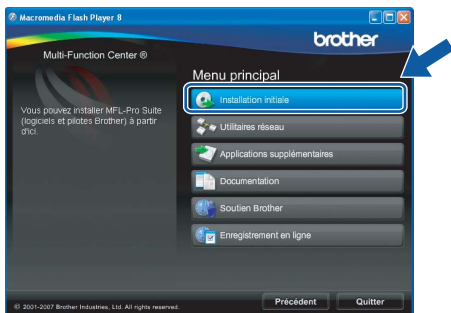 Macromedia Flash Player 8
brother
Multi-Function Center ®
Menu principal
Vous pouvez installer MFL-Pro Suite
(logiciels et pilotes Brother) à partir
d'ici.
Installation initiale
Utilitaires réseau
Applications supplémentaires
Documentation
Soutien Brother
Enregistrement en ligne
© 2001-2007 Brother Industries, Ltd. All rights reserved.
Précédent
Quitter